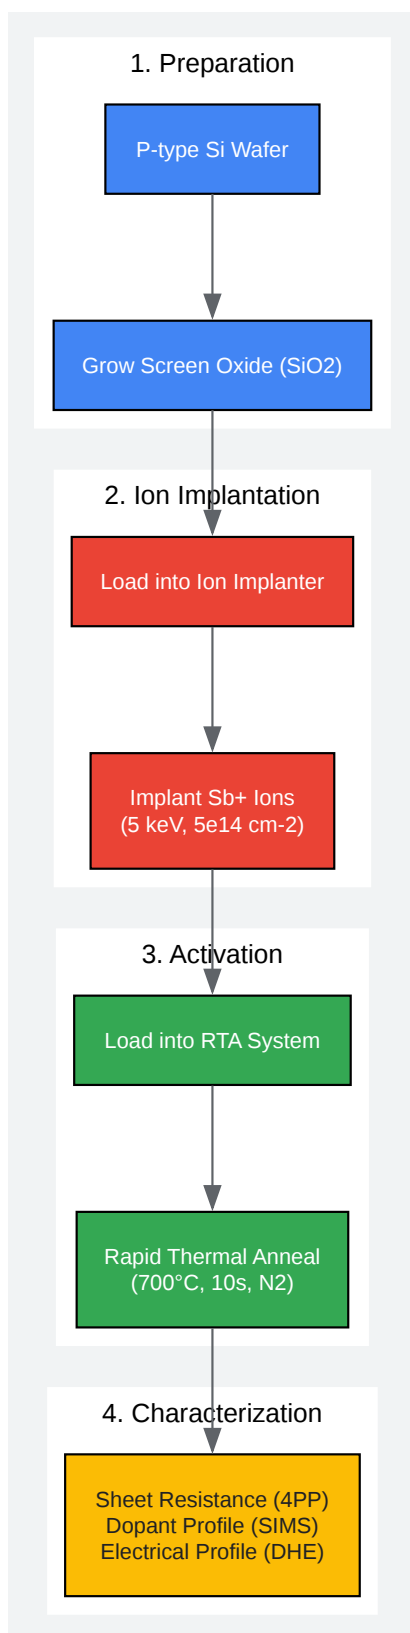 1. Preparation
P-type Si Wafer
Grow Screen Oxide (SiO2)
2. Ion Implantation
Load into Ion Implanter
Implant Sb+ Ions
(5 keV, 5e14 cm-2)
3. Activation
Load into RTA System
Rapid Thermal Anneal
(700°C, 10s, N2)
4. Characterization
Sheet Resistance (4PP)
Dopant Profile (SIMS)
Electrical Profile (DHE)